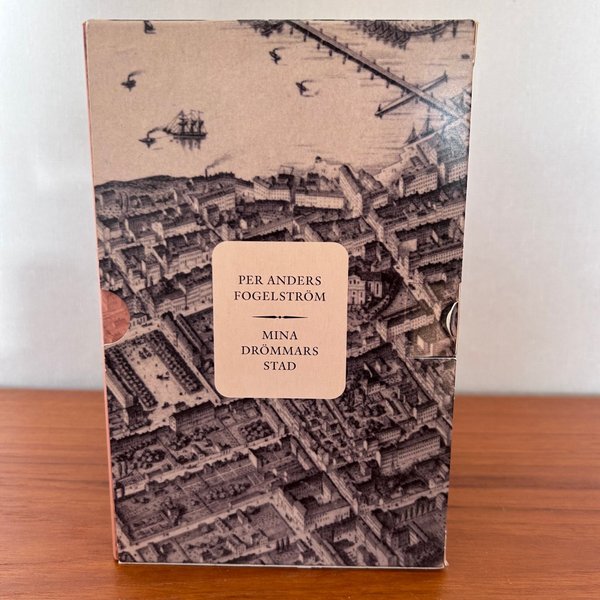 PER ANDERS
FOGELSTRÖM
MINA
DRÖMMARS
STAD